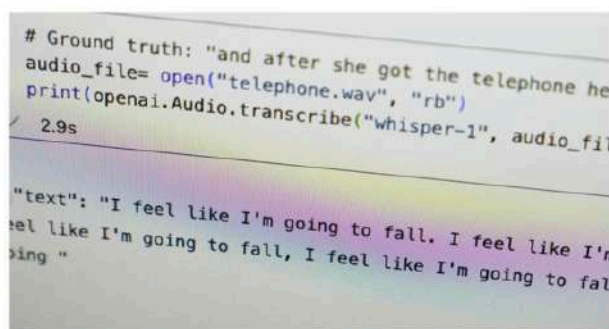 # Ground truth: "and after she got the telephone he
audio_file= open("telephone.wav", "rb")
print(openai.Audio.transcribe("whisper-1", audio_fil
2.9s
"text": "I feel like I'm going to fall. I feel like I'm
eel like I'm going to fall, I feel like I'm going to fal
oing "